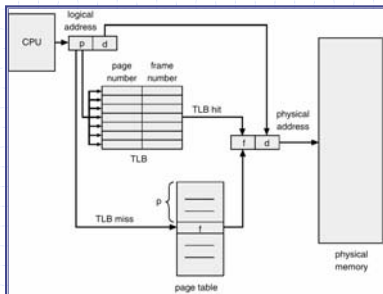 logical
address
CPU
p d
page
number
frame
number
TLB hit
physical
address
f d
TLB
p
TLB miss
f
page table
physical
memory